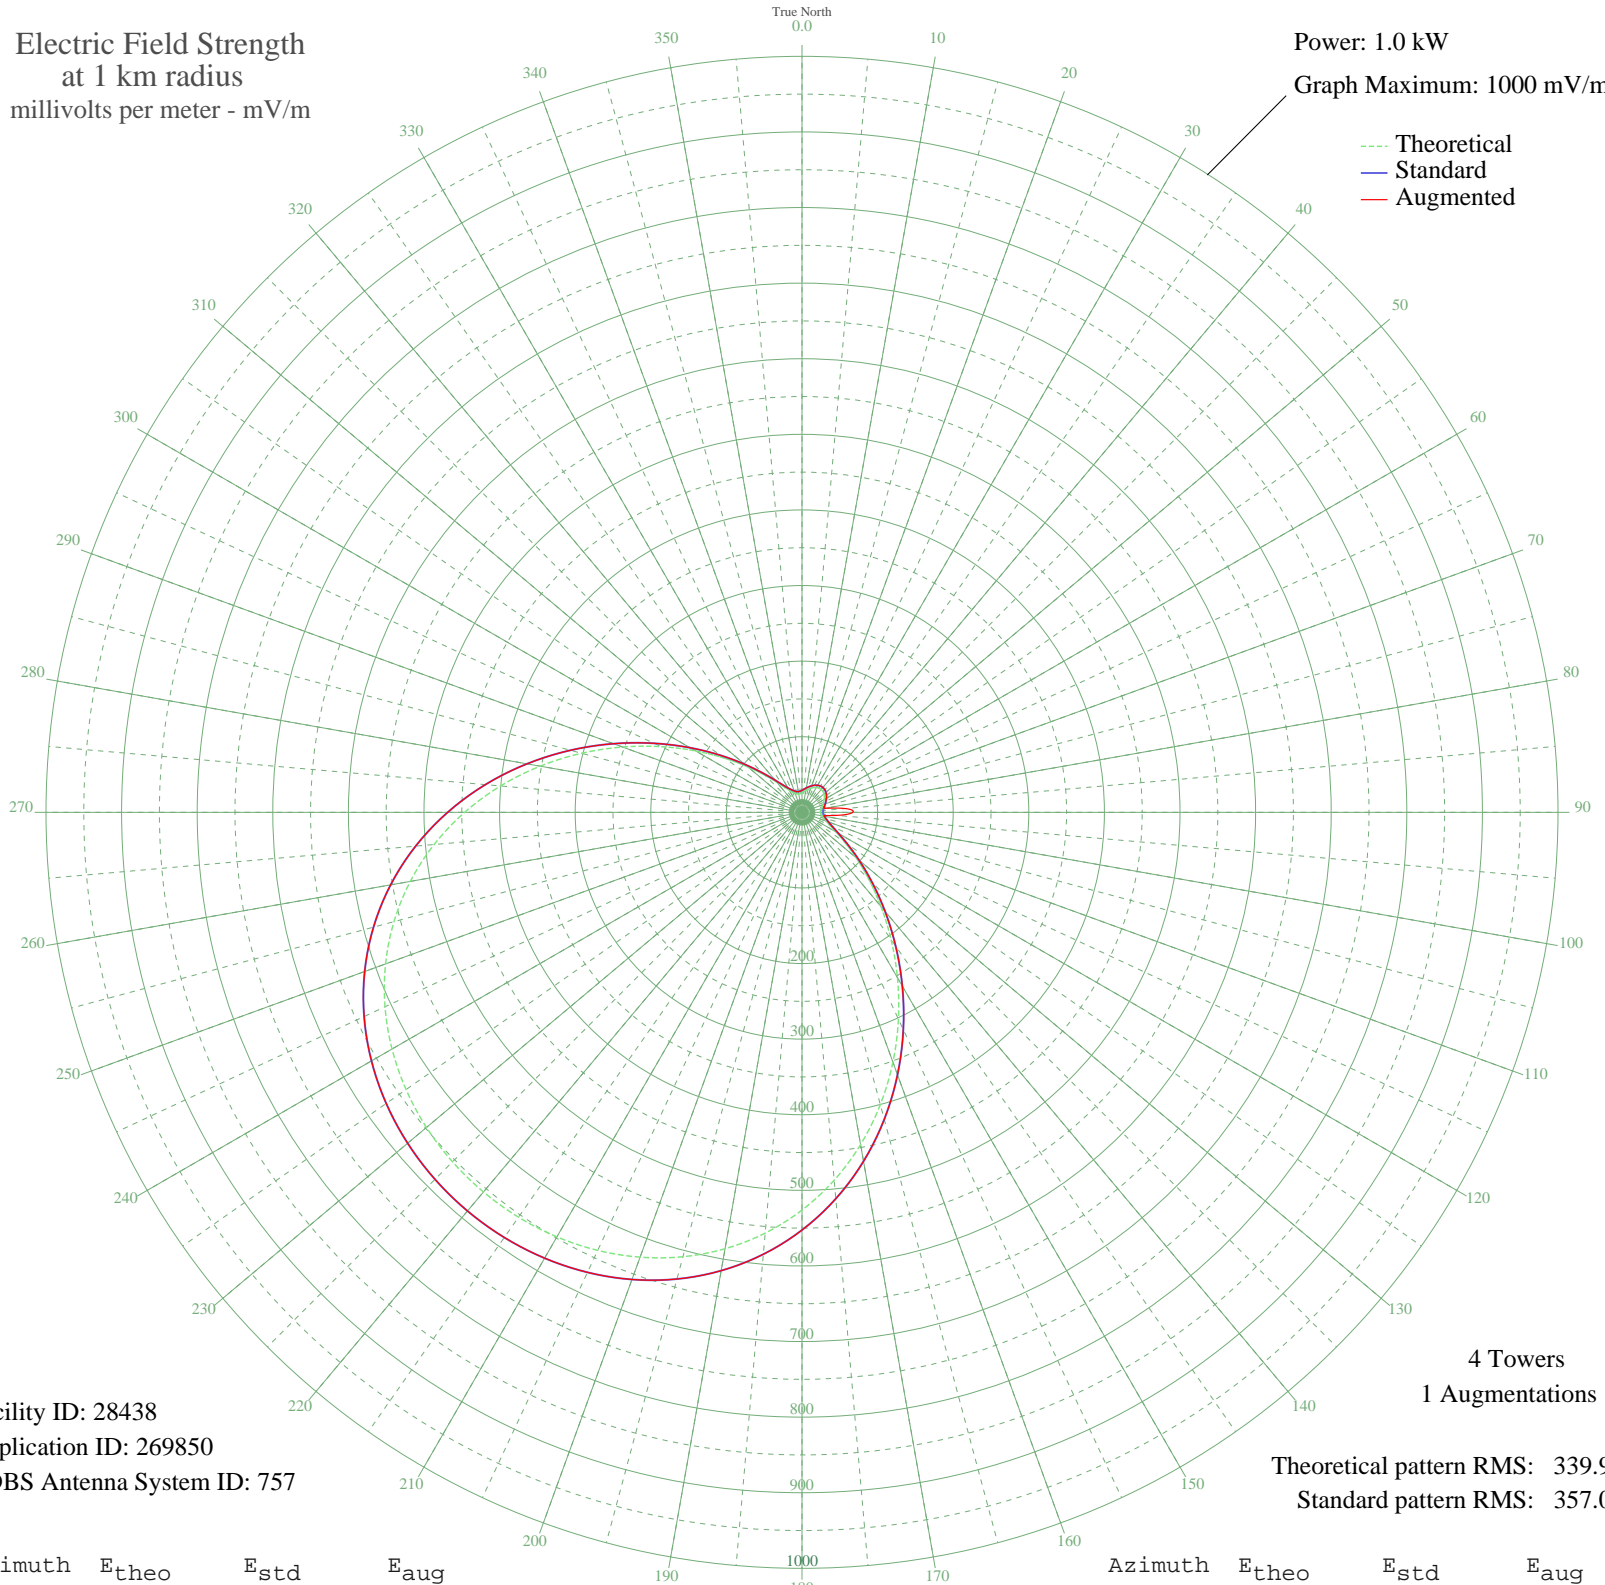 True North
0.0
Electric Field Strength
at 1 km radius
millivolts per meter - mV/m
Power: 1.0 kW
Graph Maximum: 1000 mV/m
Theoretical
Standard
Augmented
10
20
30
40
50
60
70
80
90
100
110
120
130
140
150
160
170
190
200
210
220
230
240
250
260
270
280
290
300
310
320
330
340
350
200
300
400
500
600
700
800
900
1000
4 Towers
1 Augmentations
cility ID: 28438
plication ID: 269850
DBS Antenna System ID: 757
Theoretical pattern RMS: 339.9
Standard pattern RMS: 357.0
imuth Etheo Estd Eaug
Azimuth Etheo Estd Eaug